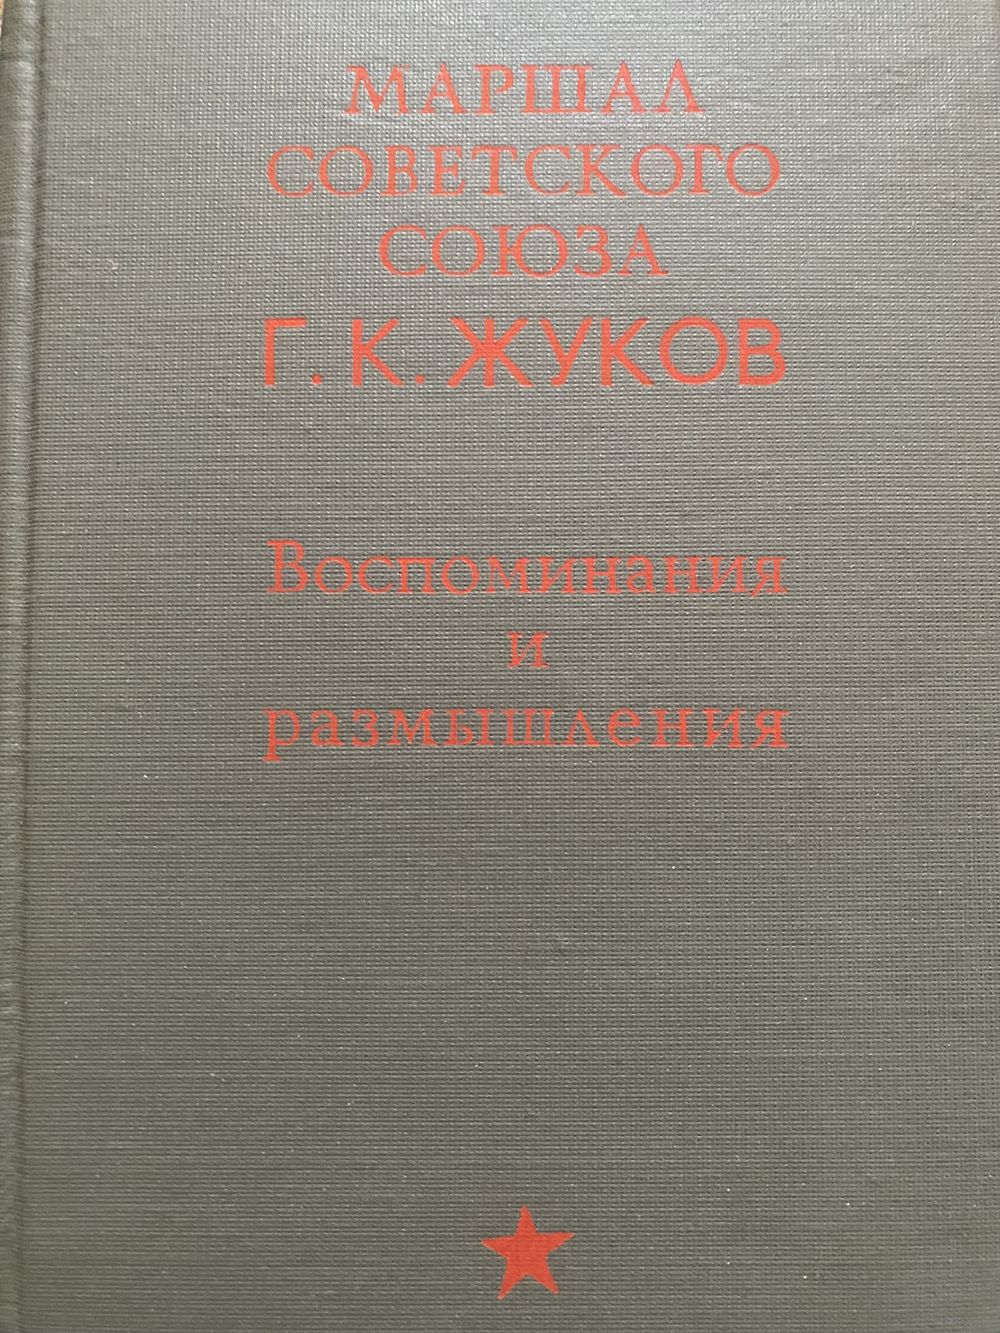 МАРШАЛ
СОВЕТСКОГО
СОЮЗА
Г. К. ЖУКОВ
Воспоминания
и
размышления